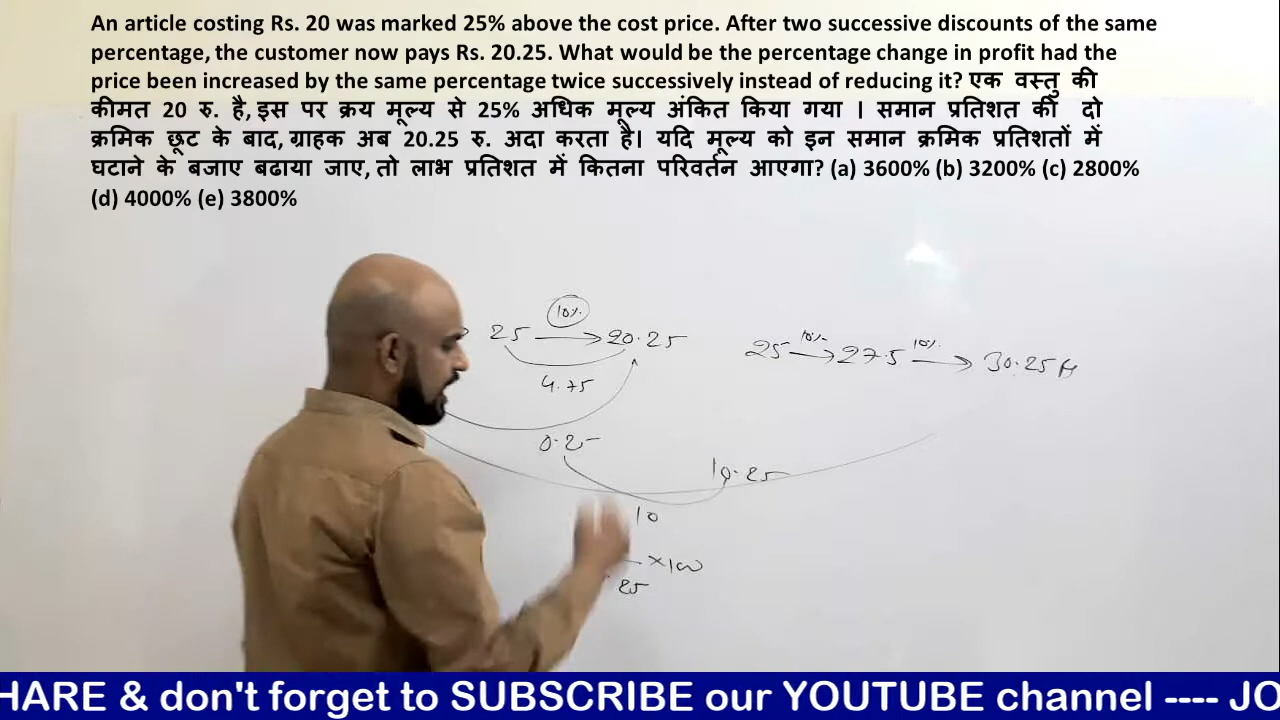 An article costing Rs. 20 was marked 25% above the cost price. After two successive discounts of the same
percentage, the customer now pays Rs. 20.25. What would be the percentage change in profit had the
price been increased by the same percentage twice successively instead of reducing it? एक वस्तु की
कीमत 20 रु. है, इस पर क्रय मूल्य से 25% अधिक मूल्य अंकित किया गया । समान प्रतिशत की दो
क्रमिक छूट के बाद, ग्राहक अब 20.25 रु. अदा करता है। यदि मूल्य को इन समान क्रमिक प्रतिशतों में
घटाने के बजाए बढाया जाए, तो लाभ प्रतिशत में कितना परिवर्तन आएगा? (a) 3600% (b) 3200% (c) 2800%
(d) 4000% (e) 3800%
10%
25 20.25
10% 10%
25 27.5 30.25
4.75
0.25
10.25
10
×100
25
HARE & don't forget to SUBSCRIBE our YOUTUBE channel ---- JO